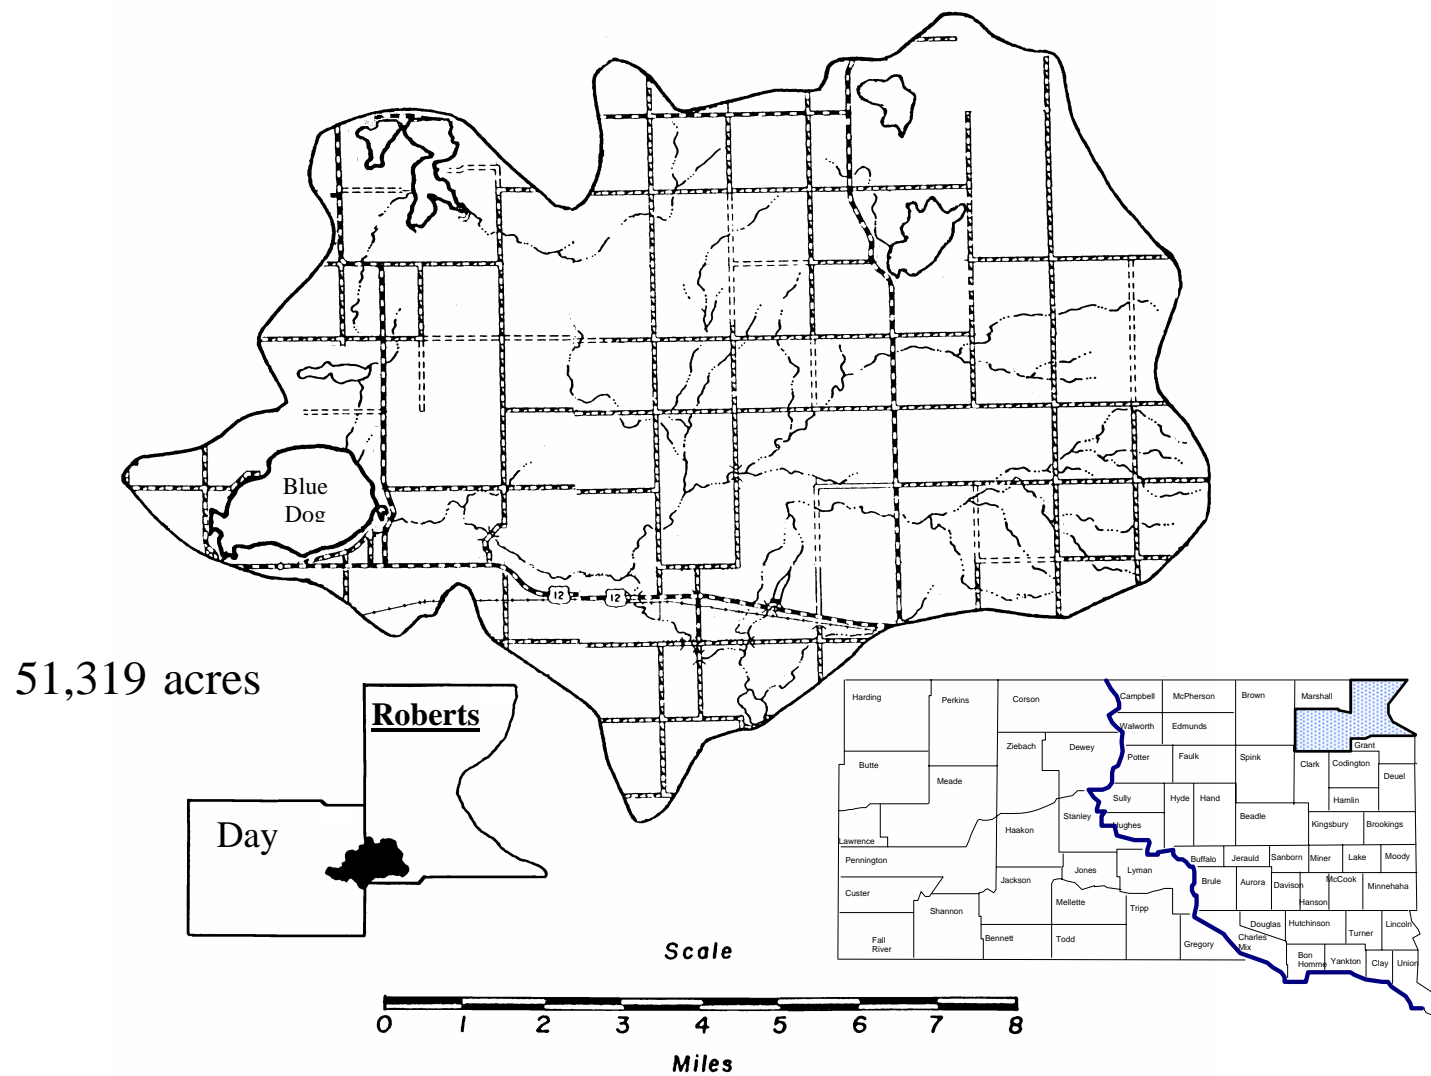 Blue
Dog
12
12
51,319 acres
Roberts
Day
Harding
Perkins
Corson
Campbell
McPherson
Brown
Marshall
Walworth
Edmunds
Ziebach
Dewey
Potter
Faulk
Spink
Grant
Butte
Meade
Clark
Codington
Deuel
Sully
Hyde
Hand
Hamlin
Stanley
Hughes
Beadle
Kingsbury
Brookings
Haakon
Lawrence
Pennington
Buffalo
Jerauld
Sanborn
Miner
Lake
Moody
Jackson
Jones
Lyman
Brule
Aurora
Davison
McCook
Minnehaha
Custer
Hanson
Shannon
Mellette
Tripp
Fall
River
Bennett
Todd
Gregory
Charles
Mix
Douglas
Hutchinson
Turner
Lincoln
Bon
Homme
Yankton
Clay
Union
Scale
0 1 2 3 4 5 6 7 8
Miles